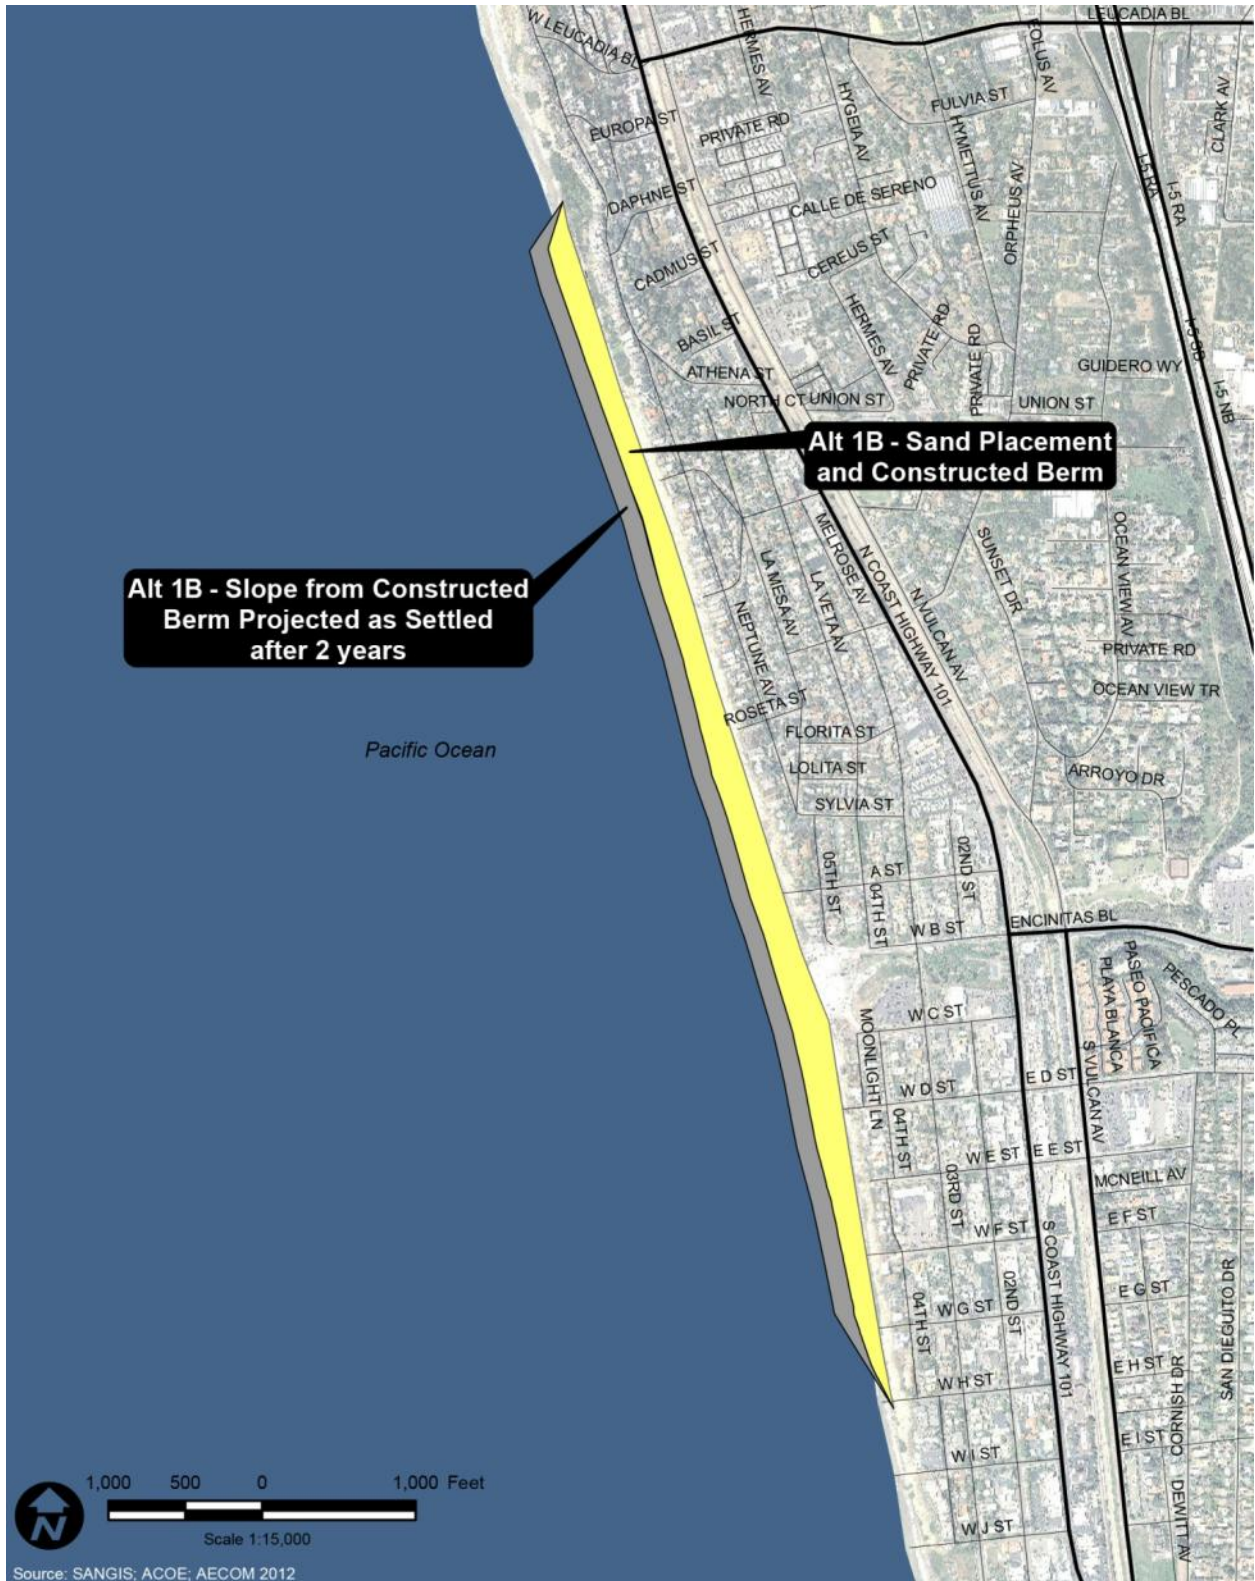 LEUCADIA BL
W LEUCADIA BL
HERMES AV
EOLUS AV
HYGEIA AV
FULVIA ST
CLARK AV
EUROPA ST
PRIVATE RD
HYMETTUS AV
I-5 RA
I-5 RA
DAPHNE ST
CALLE DE SERENO
ORPHEUS AV
CADMUS ST
CEREUS ST
BASIL ST
HERMES AV
PRIVATE RD
PRIVATE RD
I-5 SB
ATHENA ST
GUIDERO WY
NORTH CT
UNION ST
UNION ST
I-5 NB
Alt 1B - Sand Placement
and Constructed Berm
Alt 1B - Slope from Constructed
Berm Projected as Settled
after 2 years
MELROSE AV
N COAST HIGHWAY 101
N VULCAN AV
SUNSET DR
OCEAN VIEW AV
LA MESA AV
LA VETA AV
NEPTUNE AV
PRIVATE RD
OCEAN VIEW TR
ROSETA ST
Pacific Ocean
FLORITA ST
LOLITA ST
ARROYO DR
SYLVIA ST
05TH ST
A ST
04TH ST
02ND ST
W B ST
ENCINITAS BL
PLAYA BLANCA
PASEO PACIFICA
PESCADO PL
MOONLIGHT LN
W C ST
W D ST
E D ST
S VULCAN AV
04TH ST
W E ST
E E ST
03RD ST
MCNEILL AV
W F ST
E F ST
S COAST HIGHWAY 101
04TH ST
W G ST
02ND ST
E G ST
SAN DIEGUITO DR
W H ST
E H ST
CORNISH DR
W I ST
E I ST
DEWITT AV
W J ST
1,000 500 0 1,000 Feet
N
Scale 1:15,000
Source: SANGIS; ACOE; AECOM 2012